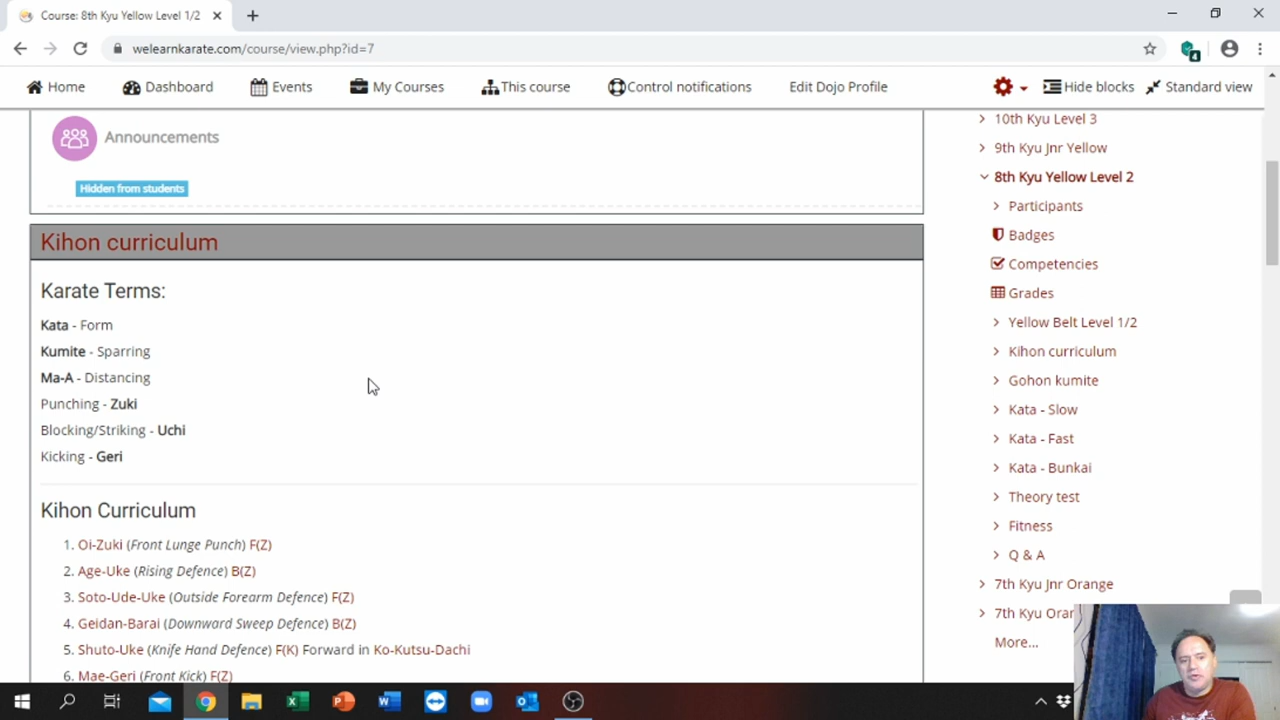 Course: 8th Kyu Yellow Level 1/2
welearnkarate.com/course/view.php?id=7
4
Home
Dashboard
Events
My Courses
This course
Control notifications
Edit Dojo Profile
Hide blocks
Standard view
Announcements
Hidden from students
Kihon curriculum
Karate Terms:
Kata - Form
Kumite - Sparring
Ma-A - Distancing
Punching - Zuki
Blocking/Striking - Uchi
Kicking - Geri
Kihon Curriculum
1. Oi-Zuki (Front Lunge Punch) F(Z)
2. Age-Uke (Rising Defence) B(Z)
3. Soto-Ude-Uke (Outside Forearm Defence) F(Z)
4. Geidan-Barai (Downward Sweep Defence) B(Z)
5. Shuto-Uke (Knife Hand Defence) F(K) Forward in Ko-Kutsu-Dachi
6. Mae-Geri (Front Kick) F(Z)
10th Kyu Level 3
9th Kyu Jnr Yellow
8th Kyu Yellow Level 2
Participants
Badges
Competencies
Grades
Yellow Belt Level 1/2
Kihon curriculum
Gohon kumite
Kata - Slow
Kata - Fast
Kata - Bunkai
Theory test
Fitness
Q & A
7th Kyu Jnr Orange
7th Kyu Oran
More...